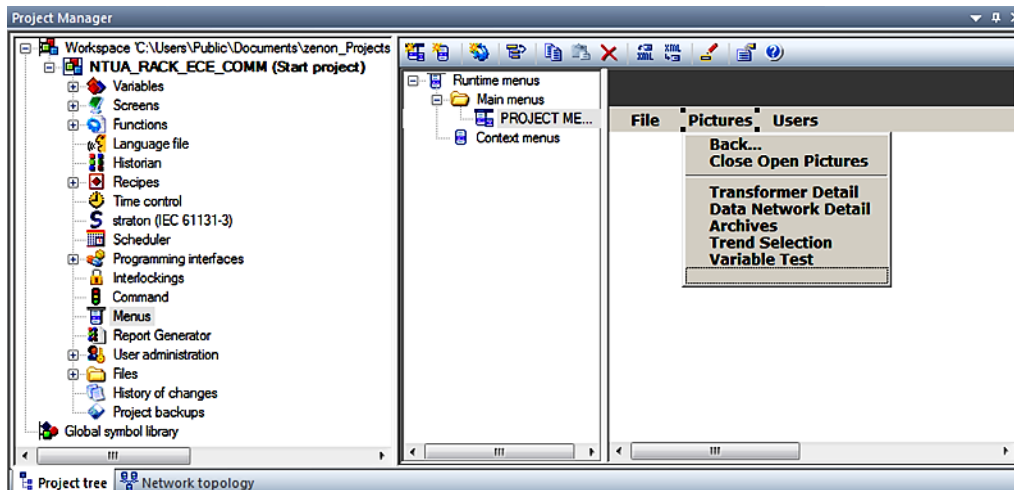 Project Manager
Workspace 'C:\Users\Public\Documents\zenon_Projects
NTUA_RACK_ECE_COMM (Start project)
Variables
Screens
Functions
Language file
Historian
Recipes
Time control
straton (IEC 61131-3)
Scheduler
Programming interfaces
Interlockings
Command
Menus
Report Generator
User administration
Files
History of changes
Project backups
Global symbol library
Project tree
Network topology
XML
XML
Runtime menus
Main menus
PROJECT ME...
Context menus
File Pictures Users
Back...
Close Open Pictures
Transformer Detail
Data Network Detail
Archives
Trend Selection
Variable Test